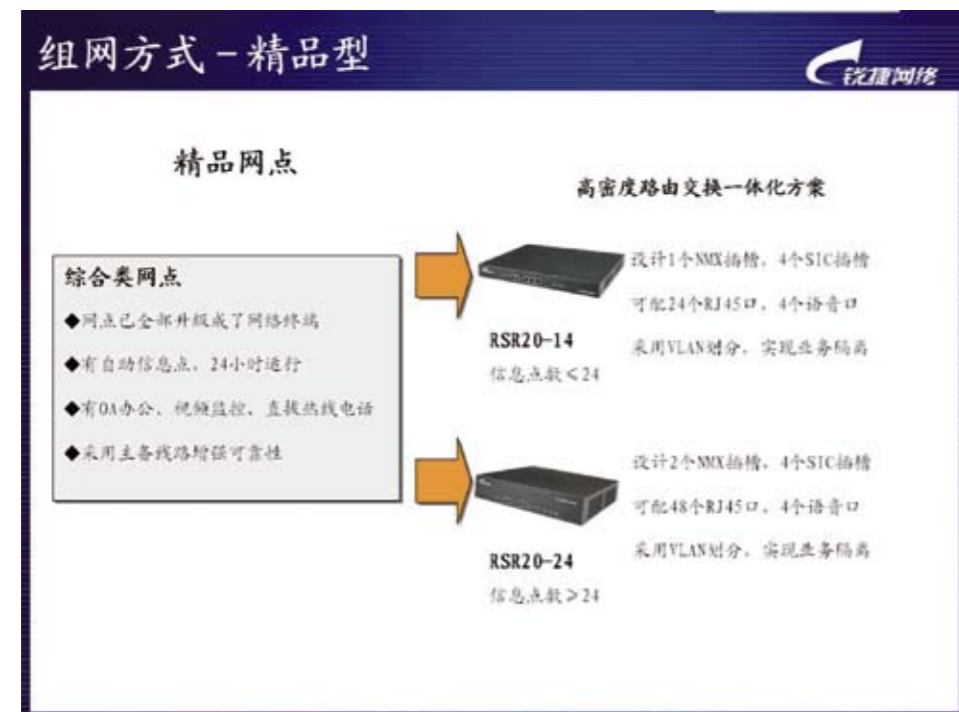 组网方式-精品型
锐捷网络
精品网点
高密度路由交换一体化方案
综合类网点
◆网点已全部升级成了网络终端
◆有自动信息点，24小时运行
◆有OA办公、视频监控、直拨热线电话
◆采用主备线路增强可靠性
设计1个NMX插槽，4个SIC插槽
可配24个RJ45口，4个语音口
采用VLAN划分，实现业务隔离
RSR20-14
信息点数≤24
设计2个NMX插槽，4个SIC插槽
可配48个RJ45口，4个语音口
采用VLAN划分，实现业务隔离
RSR20-24
信息点数≥24